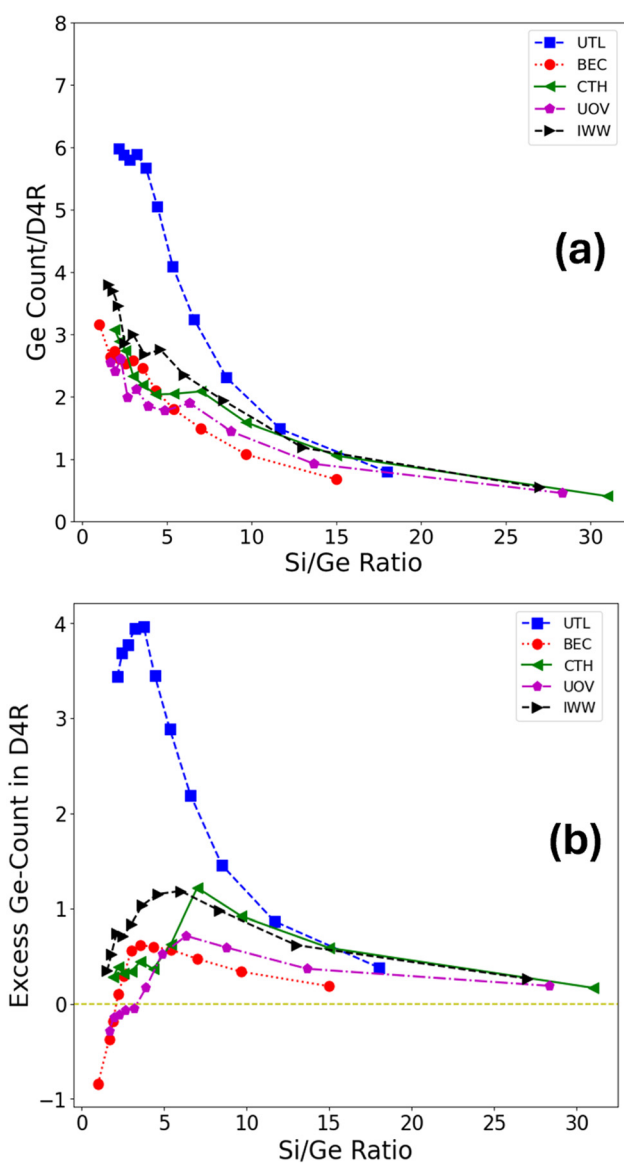 8
7
6
5
4
3
2
1
0
Ge Count/D4R
UTL
BEC
CTH
UOV
IWW
(a)
0 5 10 15 20 25 30
Si/Ge Ratio
4
3
2
1
0
−1
Excess Ge-Count in D4R
UTL
BEC
CTH
UOV
IWW
(b)
0 5 10 15 20 25 30
Si/Ge Ratio